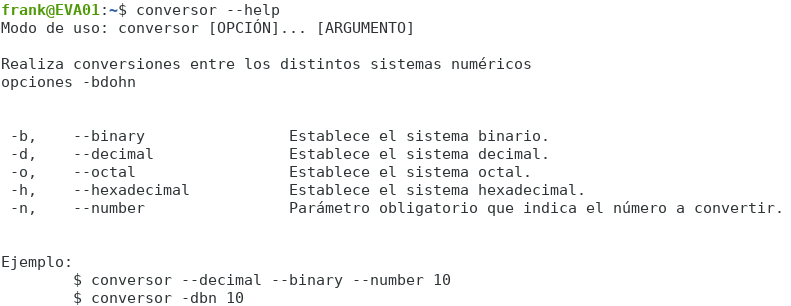 frank@EVA01:~$ conversor --help
Modo de uso: conversor [OPCIÓN]... [ARGUMENTO]
Realiza conversiones entre los distintos sistemas numéricos
opciones -bdohn
-b, --binary Establece el sistema binario.
-d, --decimal Establece el sistema decimal.
-o, --octal Establece el sistema octal.
-h, --hexadecimal Establece el sistema hexadecimal.
-n, --number Parámetro obligatorio que indica el número a convertir.
Ejemplo:
$ conversor --decimal --binary --number 10
$ conversor -dbn 10